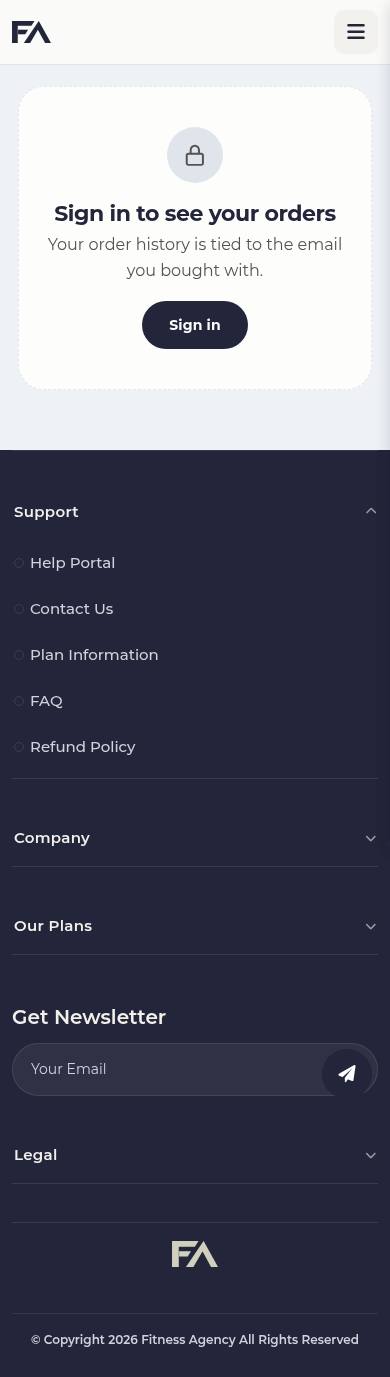 FA
Sign in to see your orders
Your order history is tied to the email
you bought with.
Sign in
Support
Help Portal
Contact Us
Plan Information
FAQ
Refund Policy
Company
Our Plans
Get Newsletter
Your Email
Legal
FA
© Copyright 2026 Fitness Agency All Rights Reserved